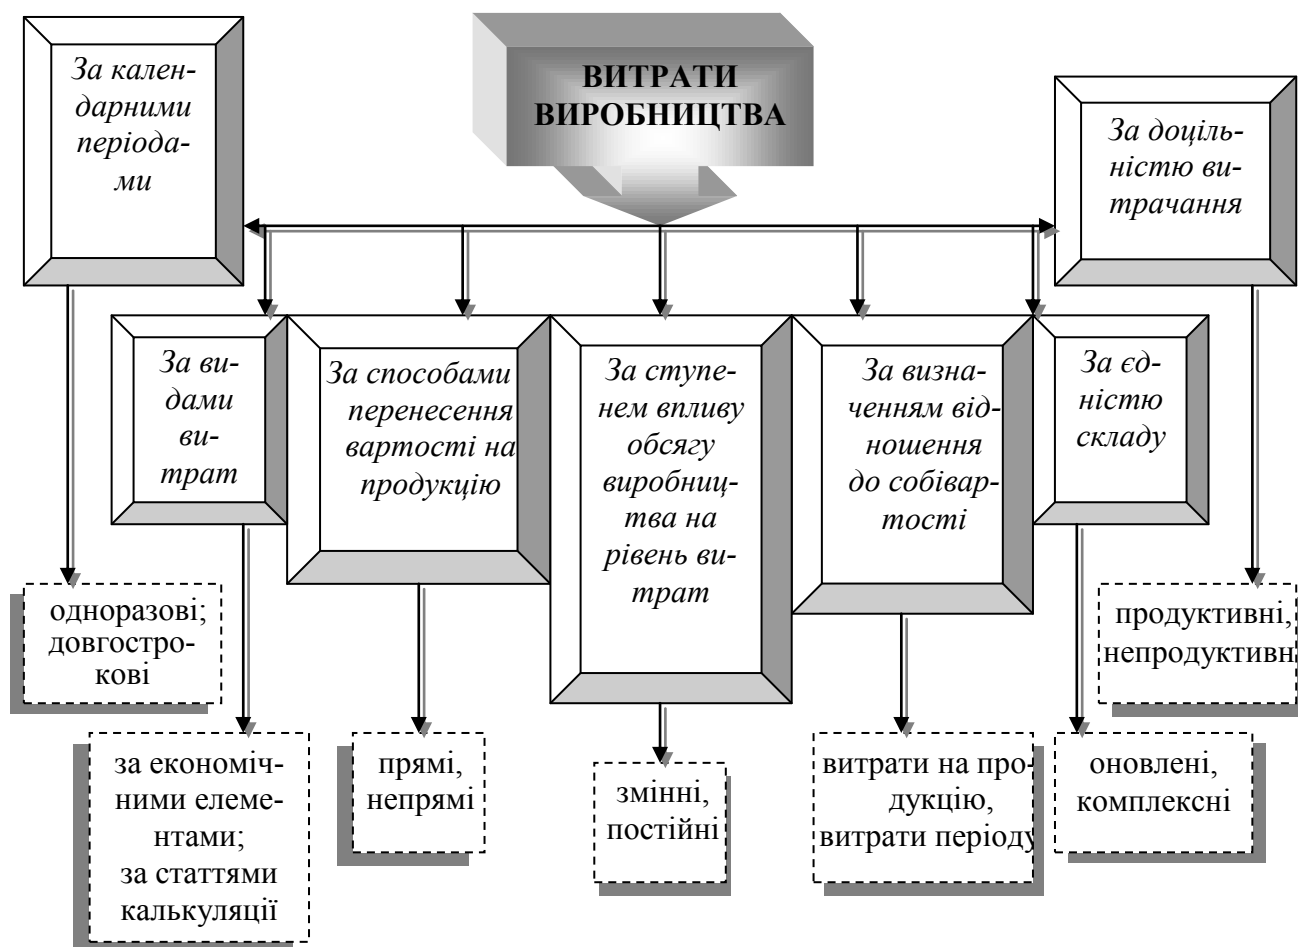 ВИТРАТИ
ВИРОБНИЦТВА
За кален-
дарними
періода-
ми
За доціль-
ністю ви-
трачання
За ви-
дами
ви-
трат
За способами
перенесення
вартості на
продукцію
За ступе-
нем впливу
обсягу
виробниц-
тва на
рівень ви-
трат
За визна-
ченням від-
ношення
до собівар-
тості
За єд-
ністю
складу
одноразові;
довгостро-
кові
продуктивні,
непродуктивн
за економіч-
ними елеме-
нтами;
за статтями
калькуляції
прямі,
непрямі
змінні,
постійні
витрати на про-
дукцію,
витрати періоду
оновлені,
комплексні